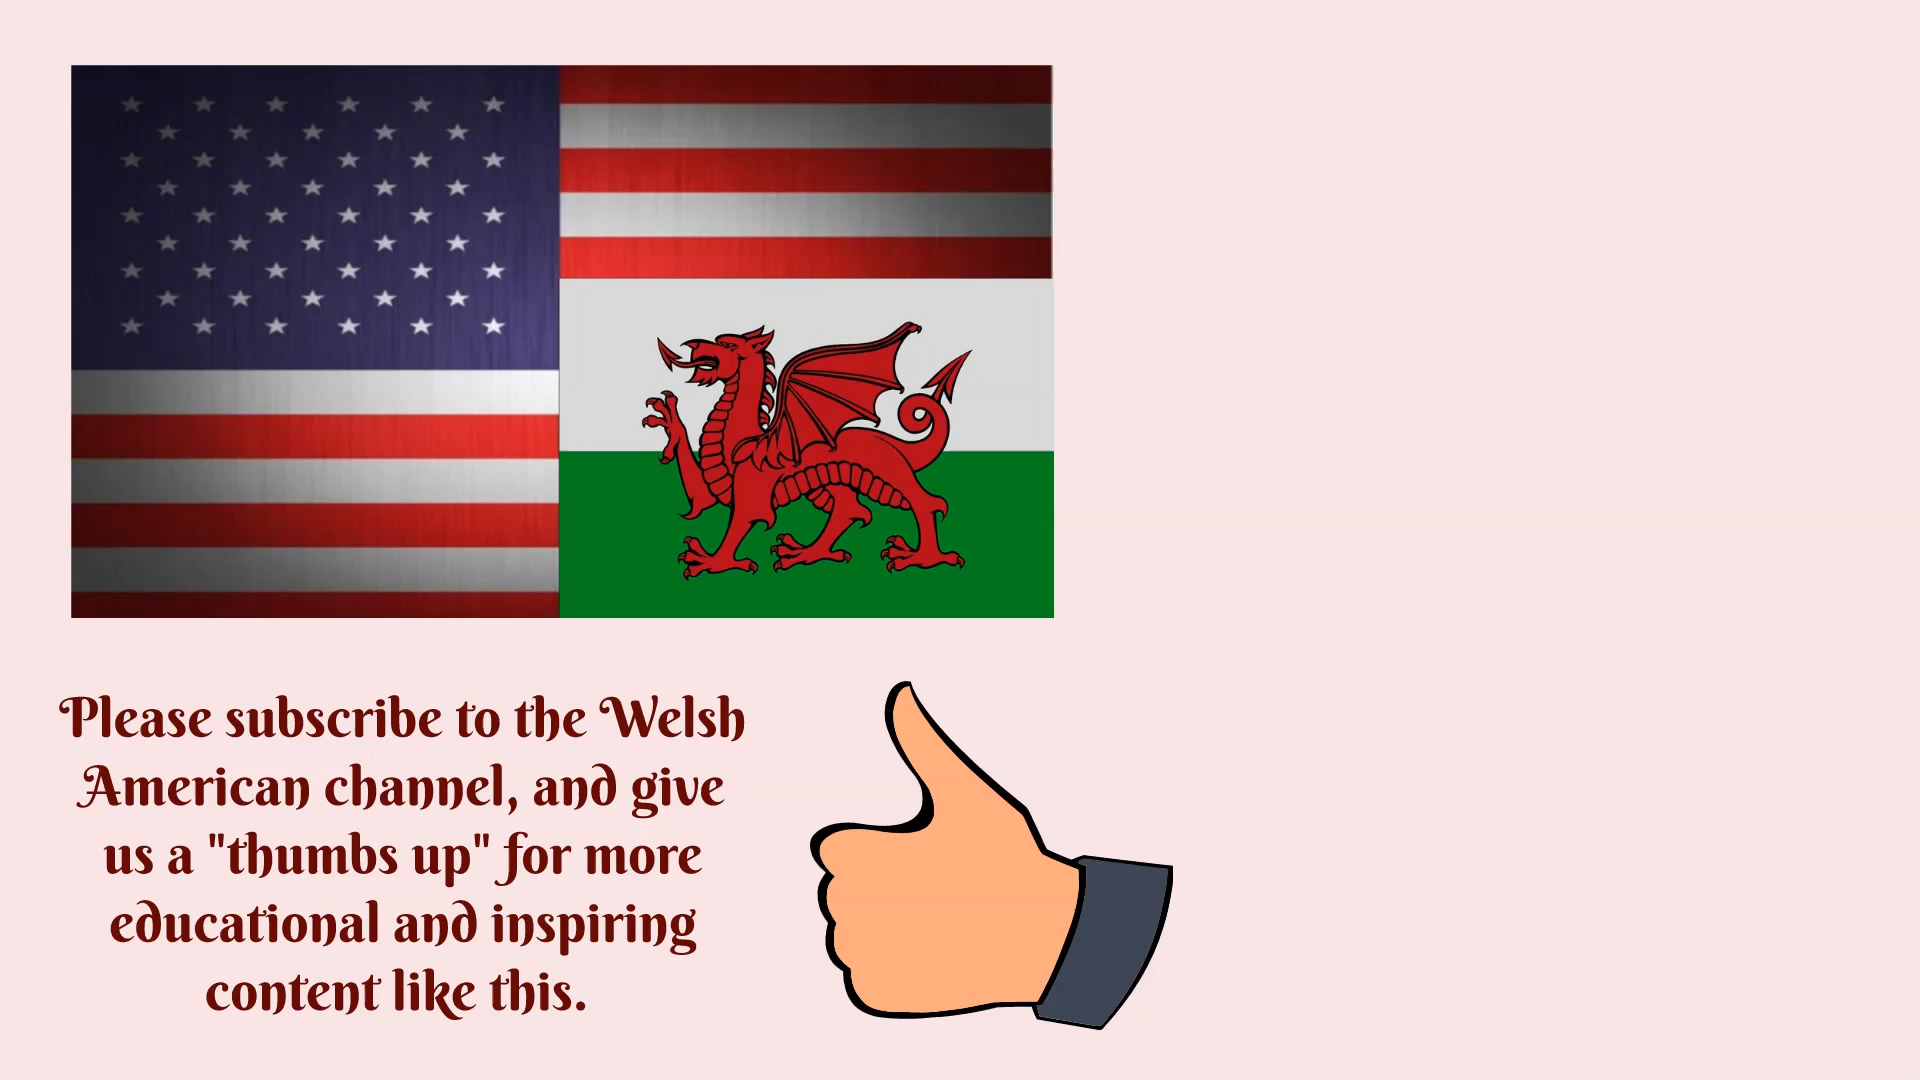 Please subscribe to the Welsh
American channel, and give
us a "thumbs up" for more
educational and inspiring
content like this.